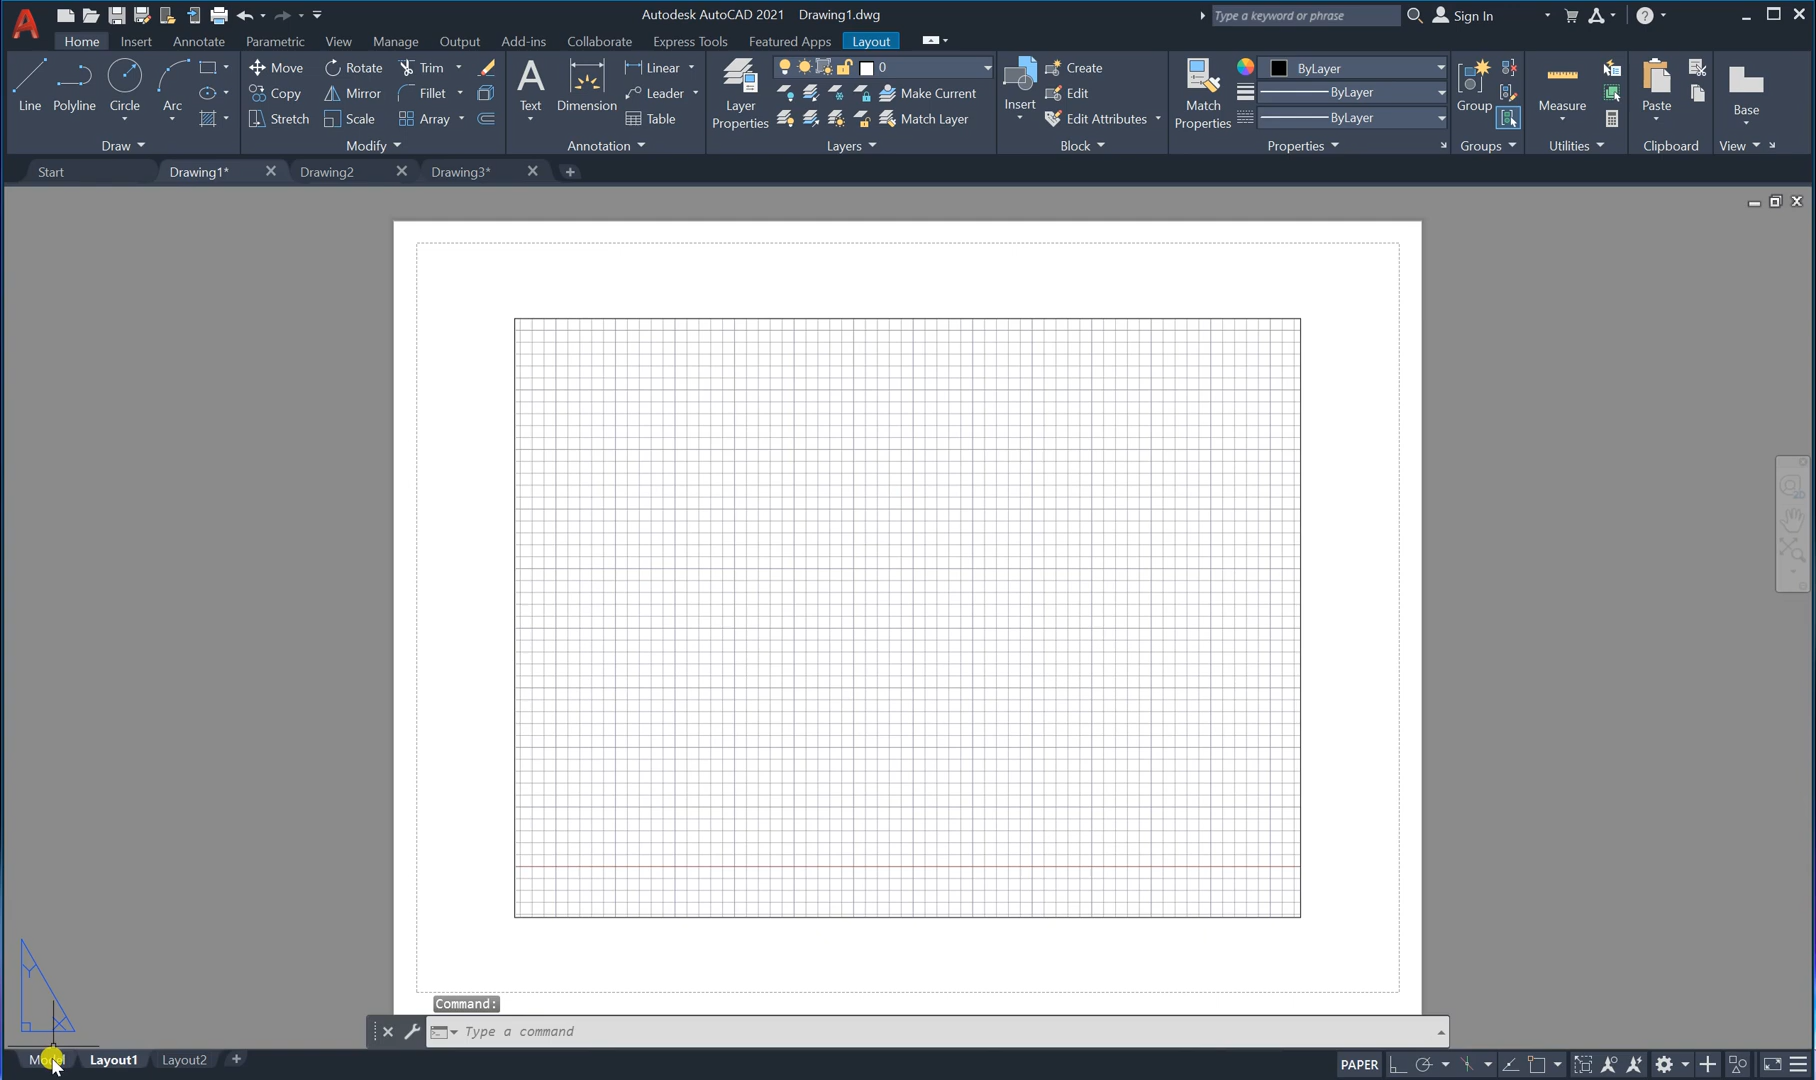 Autodesk AutoCAD 2021 Drawing1.dwg
Type a keyword or phrase
Sign In
Home Insert Annotate Parametric View Manage Output Add-ins Collaborate Express Tools Featured Apps Layout
Line Polyline Circle Arc
Move Rotate Trim
Copy Mirror Fillet
Stretch Scale Array
Text Dimension
Linear
Leader
Table
Layer Properties
0
Make Current
Match Layer
Insert
Create
Edit
Edit Attributes
Match Properties
ByLayer
ByLayer
ByLayer
Group
Measure
Paste
Base
Draw Modify Annotation Layers Block Properties Groups Utilities Clipboard View
Start Drawing1* Drawing2 Drawing3*
Y
X
Command:
Type a command
Model Layout1 Layout2
PAPER